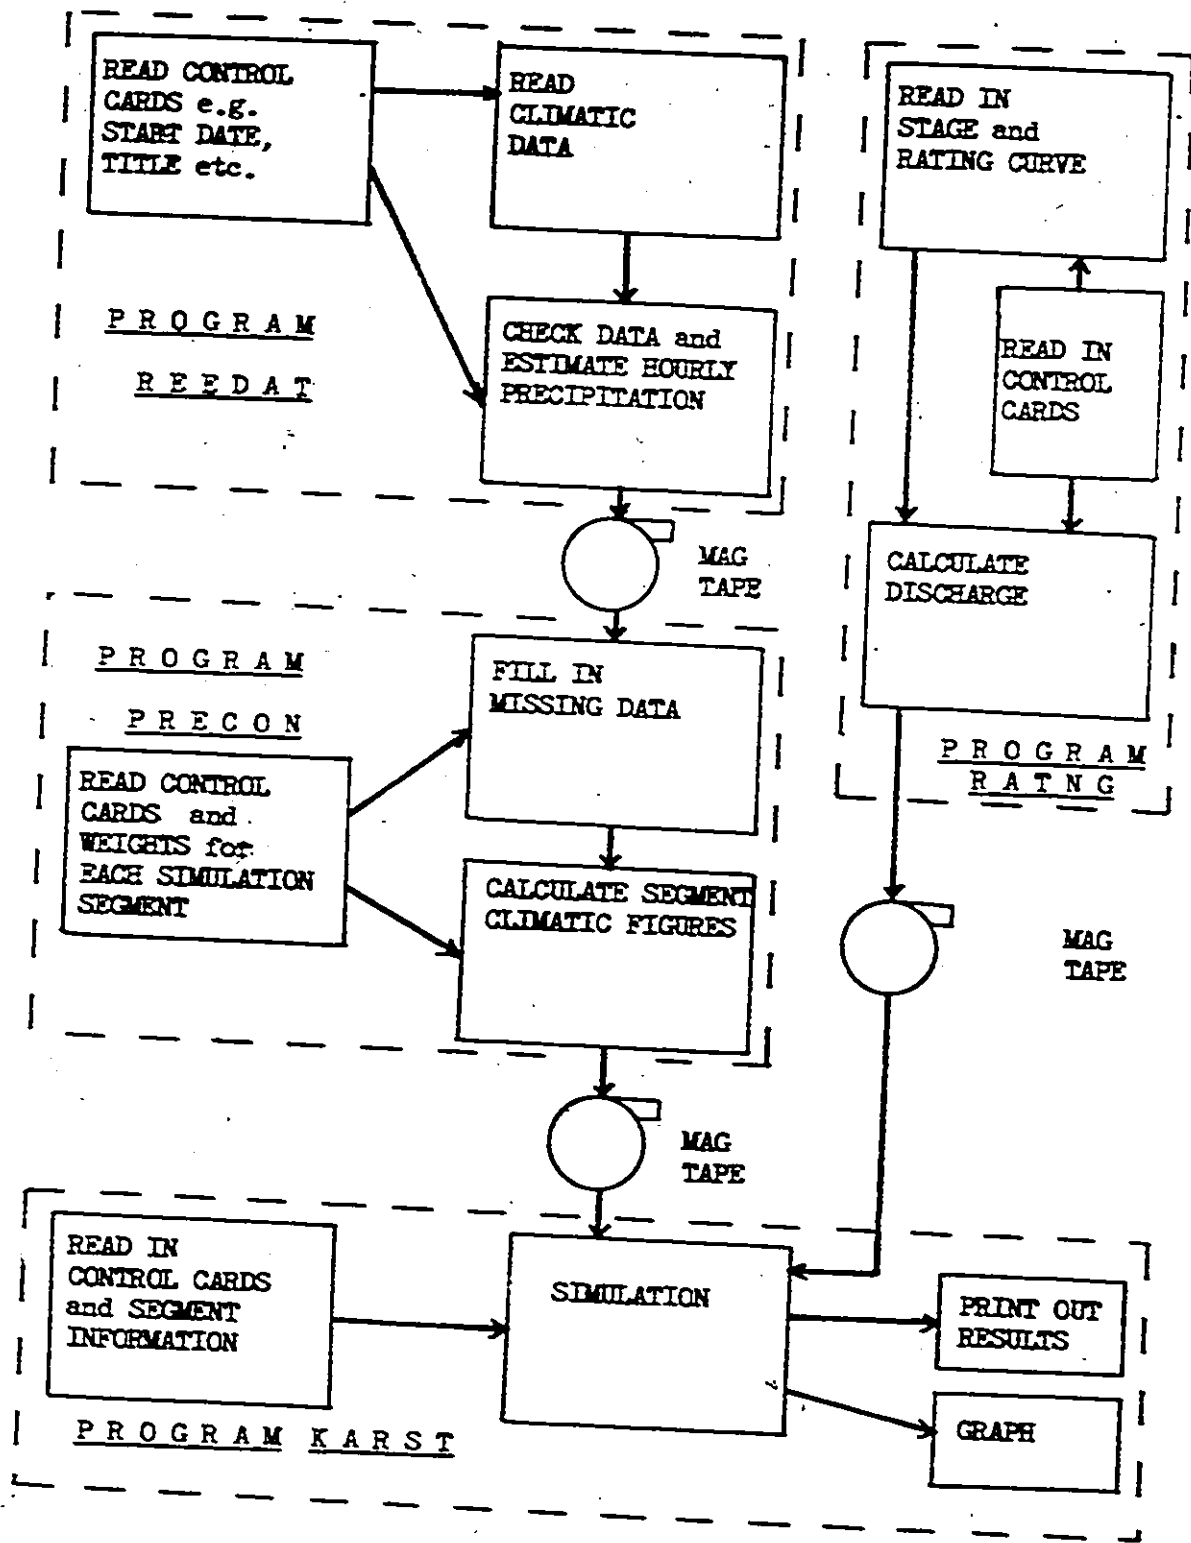 READ CONTROL
CARDS e.g.
START DATE,
TITLE etc.
READ
CLIMATIC
DATA
PROGRAM
REEDAT
CHECK DATA and
ESTIMATE HOURLY
PRECIPITATION
MAG
TAPE
READ IN
STAGE and
RATING CURVE
READ IN
CONTROL
CARDS
CALCULATE
DISCHARGE
PROGRAM
RATNG
MAG
TAPE
PROGRAM
PRECON
FILL IN
MISSING DATA
READ CONTROL
CARDS and
WEIGHTS for
EACH SIMULATION
SEGMENT
CALCULATE SEGMENT
CLIMATIC FIGURES
MAG
TAPE
READ IN
CONTROL CARDS
and SEGMENT
INFORMATION
SIMULATION
PRINT OUT
RESULTS
GRAPH
PROGRAM KARST